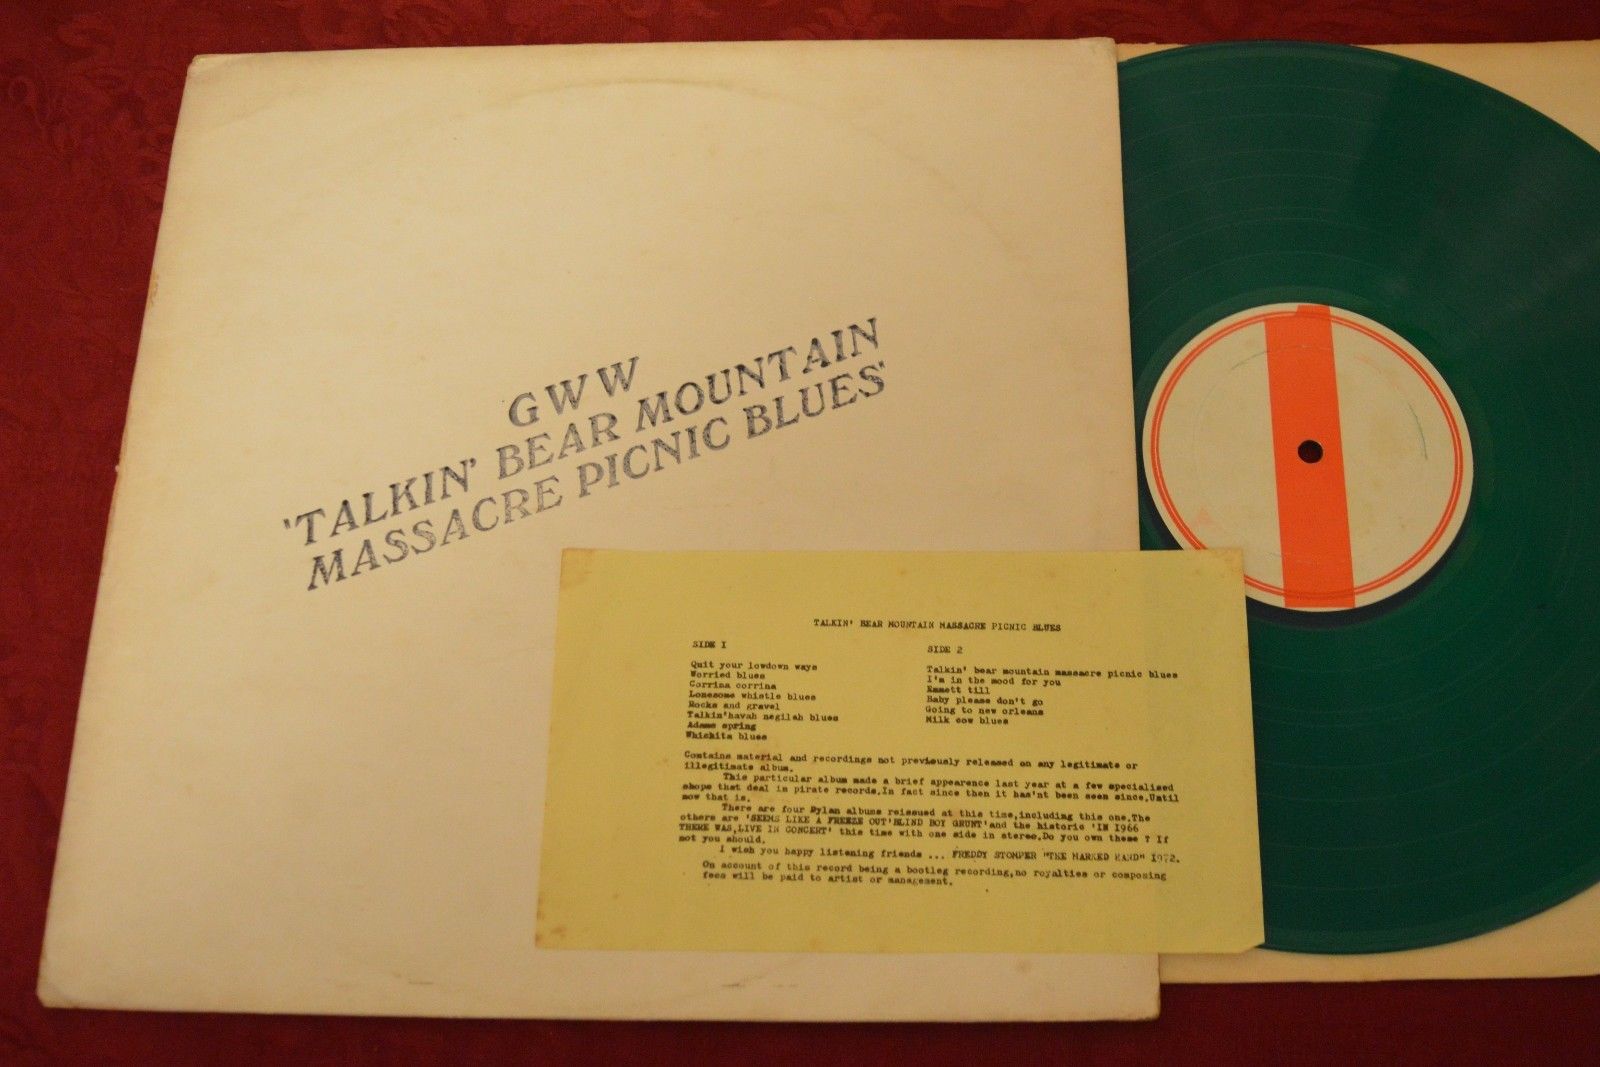 GWW
'TALKIN' BEAR MOUNTAIN
MASSACRE PICNIC BLUES'
TALKIN' BEAR MOUNTAIN MASSACRE PICNIC BLUES
SIDE I
Quit your lowdown ways
Worried blues
Corrina corrina
Lonesome whistle blues
Rocks and gravel
Talkin'havah negilah blues
Adams spring
Whichita blues
SIDE 2
Talkin' bear mountain massacre picnic blues
I'm in the mood for you
Emmett till
Baby please don't go
Going to new orleans
Milk cow blues
Contains material and recordings not previously released on any legitimate or
illegitimate album.
This particular album made a brief appearence last year at a few specialised
shops that deal in pirate records.In fact since then it has'nt been seen since.Until
now that is.
There are four Dylan albums reissued at this time,including this one.The
others are 'SEEMS LIKE A FREEZE OUT'BLIND BOY GRUNT'and the historic 'IN 1966
THERE WAS,LIVE IN CONCERT' this time with one side in stereo.Do you own these ? If
not you should.
I wish you happy listening friends ... FREDDY STOMPER "THE MARKED HAND" 1972.
On account of this record being a bootleg recording,no royalties or composing
fees will be paid to artist or management.